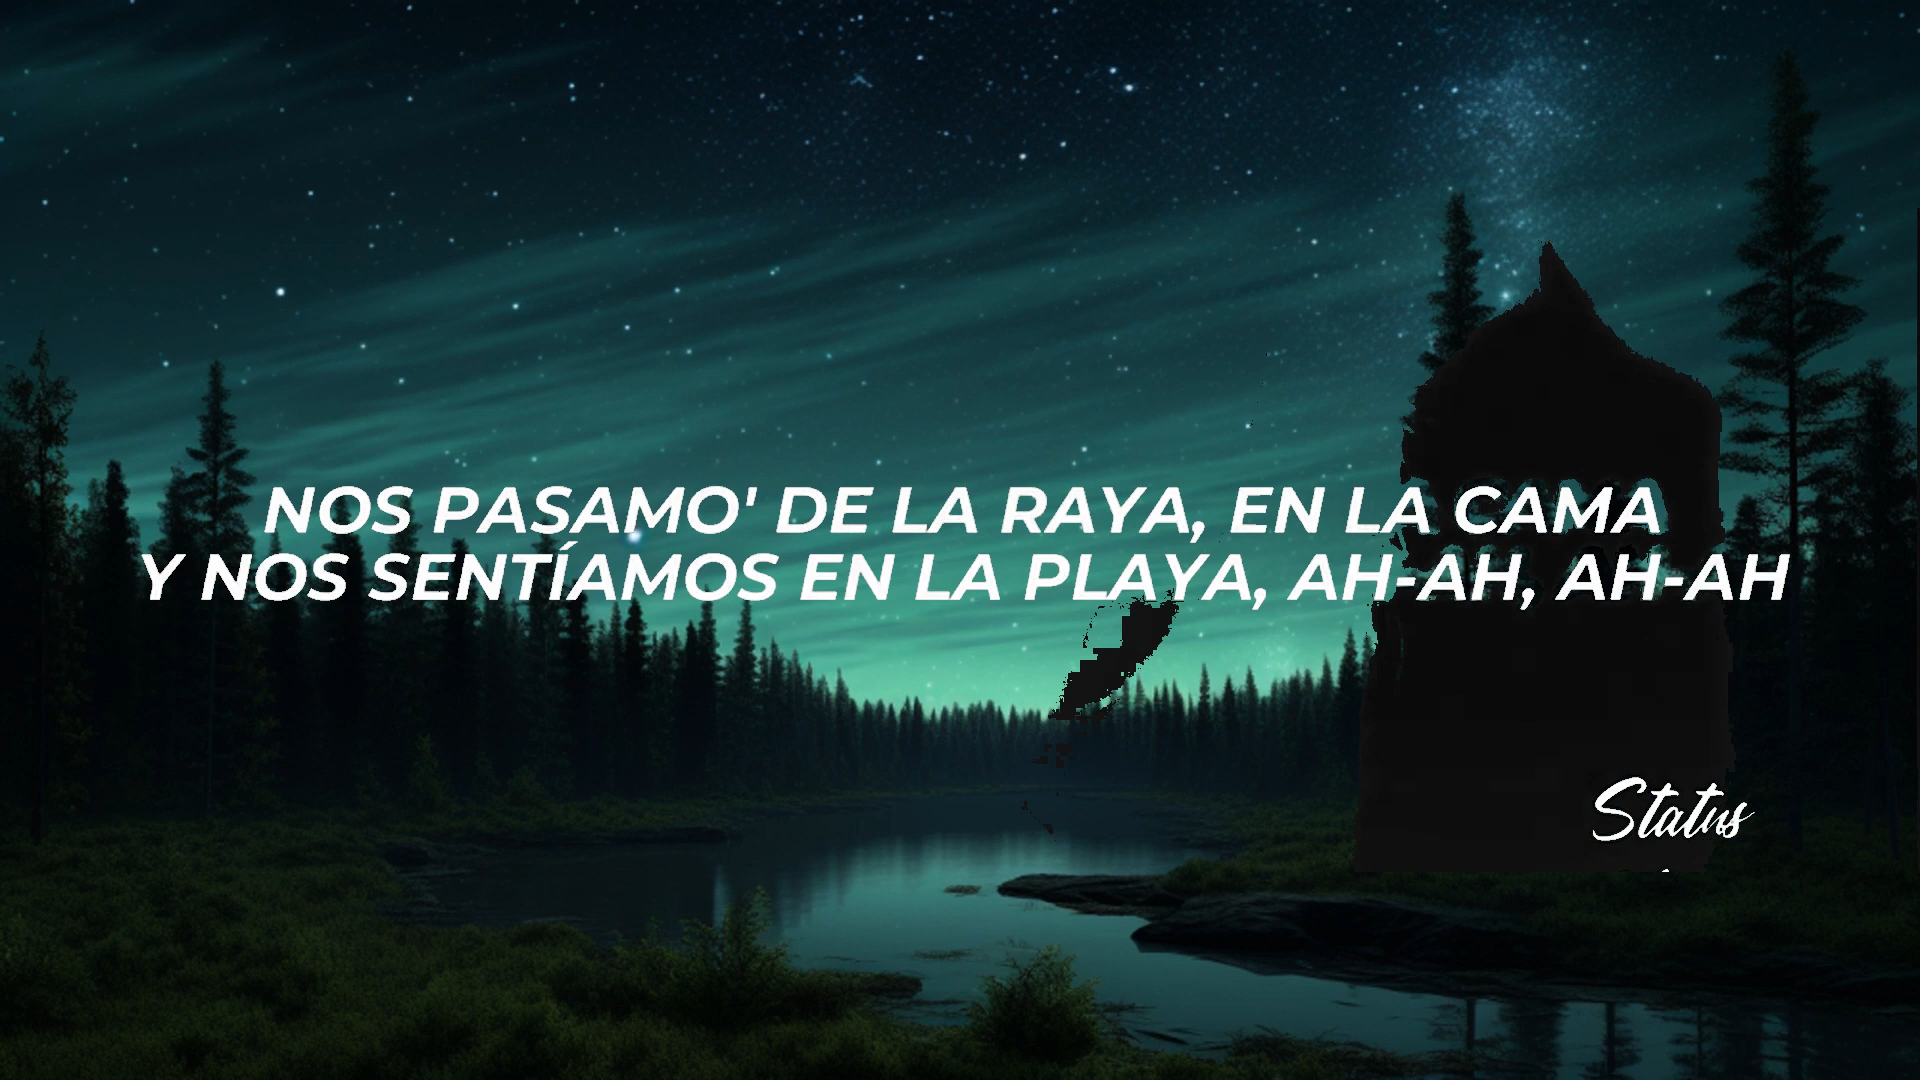 NOS PASAMO' DE LA RAYA, EN LA CAMA
Y NOS SENTÍAMOS EN LA PLAYA, AH-AH, AH-AH
Status